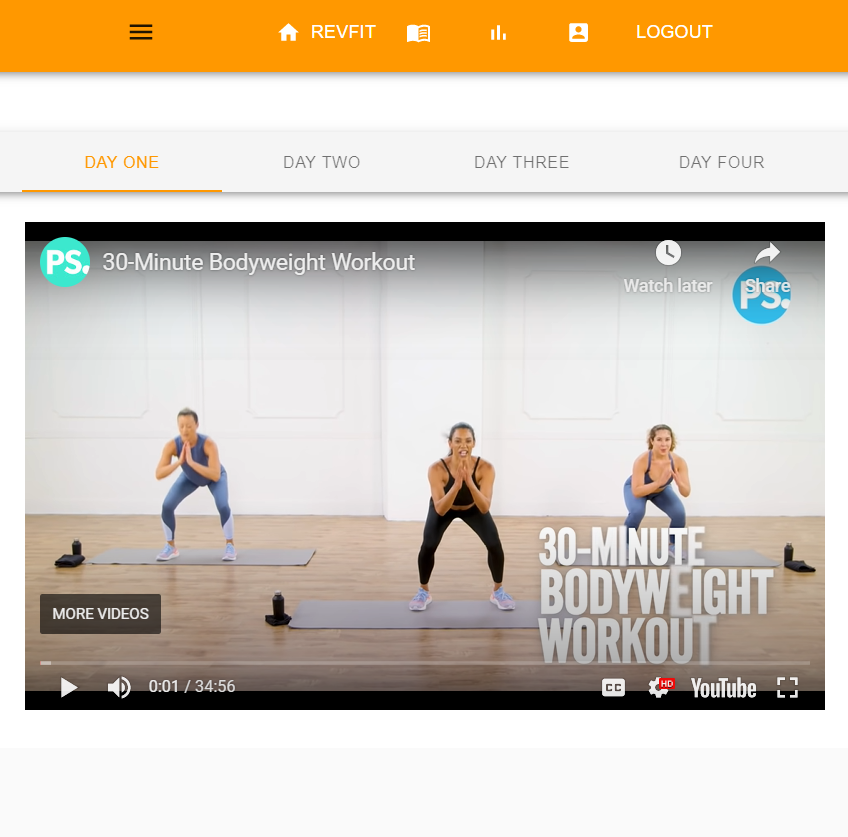 REVFIT LOGOUT
DAY ONE DAY TWO DAY THREE DAY FOUR
PS. 30-Minute Bodyweight Workout
Watch later Share
PS.
30-MINUTE
BODYWEIGHT
WORKOUT
MORE VIDEOS
0:01 / 34:56 CC HD YouTube